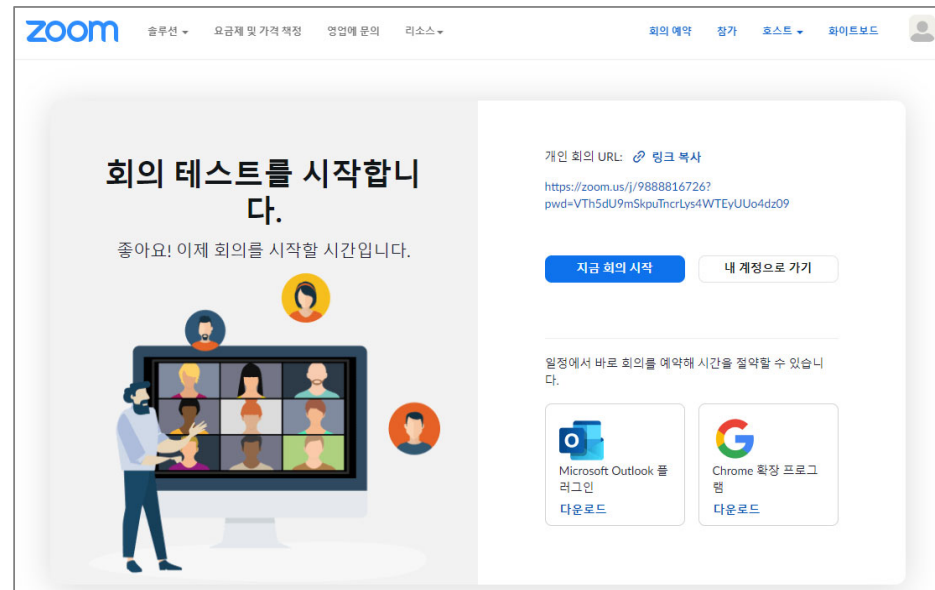 zoom 솔루션 요금제 및 가격 책정 영업에 문의 리소스 회의 예약 참가 호스트 화이트보드
회의 테스트를 시작합니
다.
좋아요! 이제 회의를 시작할 시간입니다.
개인 회의 URL: 링크 복사
https://zoom.us/j/9888816726?
pwd=VTh5dU9mSkpuTncrLys4WTEyUUo4dz09
지금 회의 시작 내 계정으로 가기
일정에서 바로 회의를 예약해 시간을 절약할 수 있습니
다.
Microsoft Outlook 플
러그인
다운로드
Chrome 확장 프로그
램
다운로드